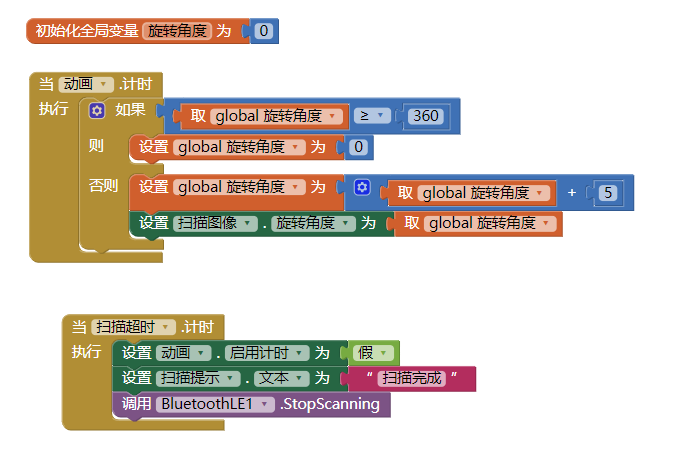 初始化全局变量 旋转角度 为 0
当 动画 .计时
执行 如果 取 global 旋转角度 ≥ 360
则 设置 global 旋转角度 为 0
否则 设置 global 旋转角度 为 取 global 旋转角度 + 5
设置 扫描图像 . 旋转角度 为 取 global 旋转角度
当 扫描超时 .计时
执行 设置 动画 . 启用计时 为 假
设置 扫描提示 . 文本 为 “ 扫描完成 ”
调用 BluetoothLE1 .StopScanning